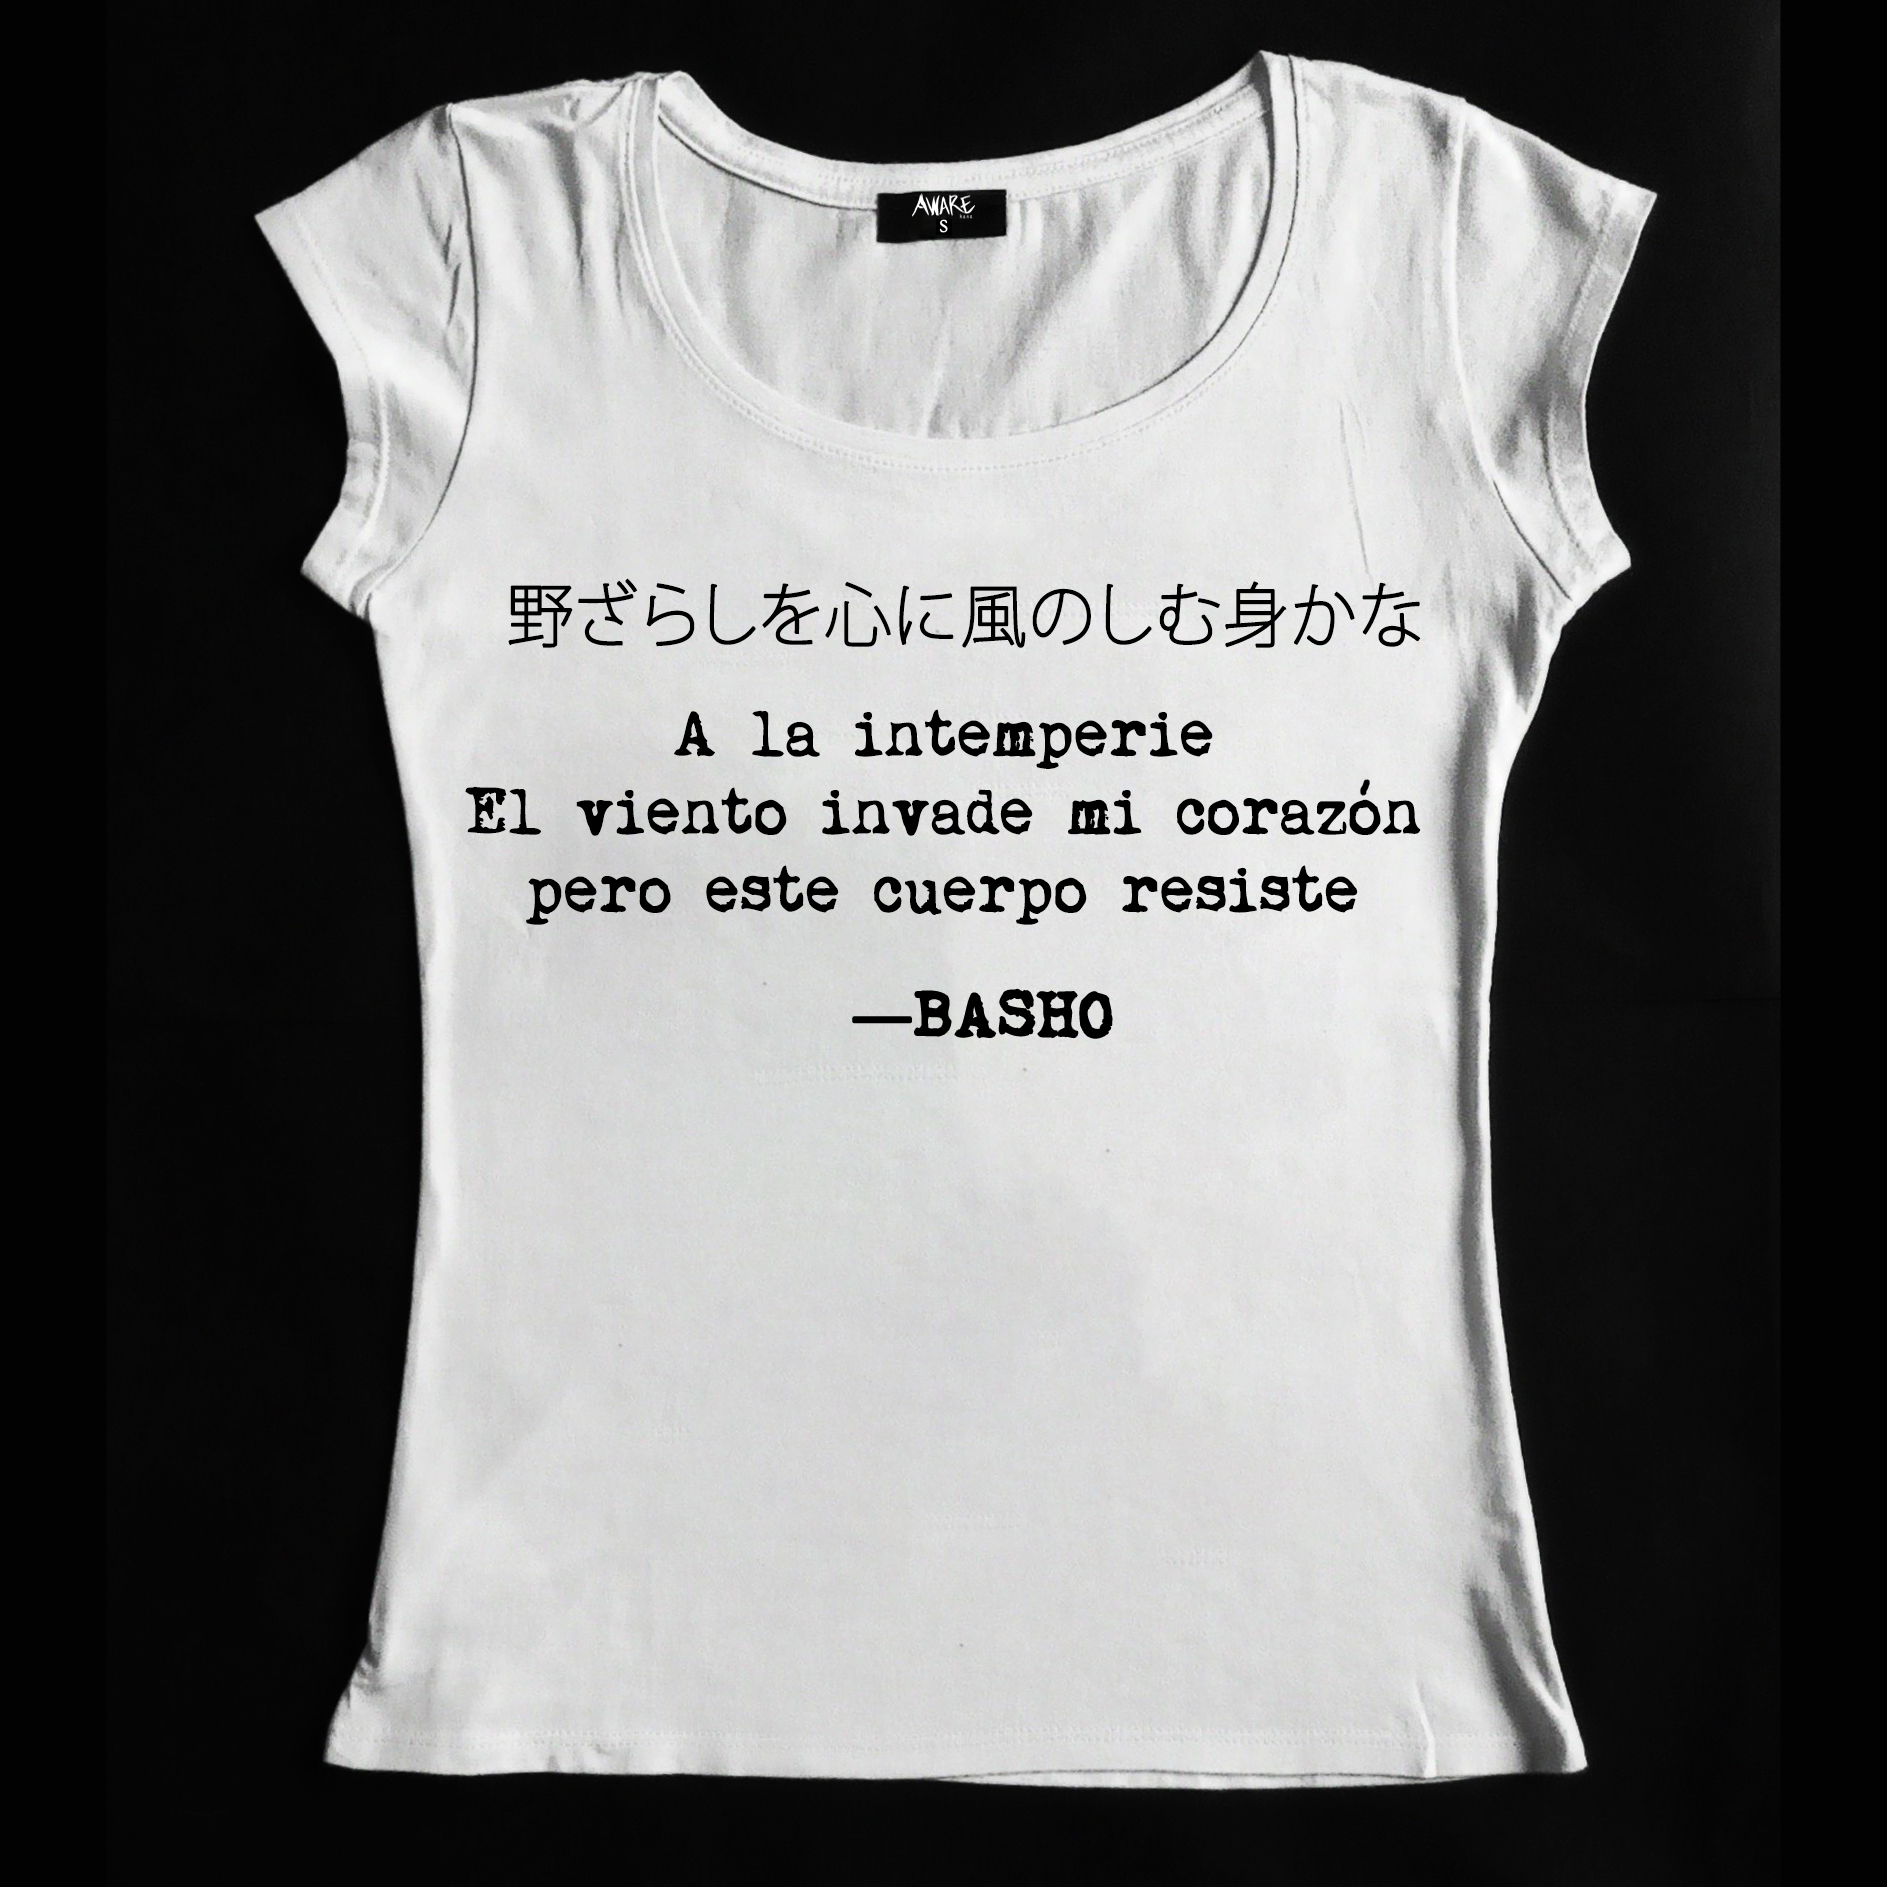 AWARE
S
野ざらしを心に風のしむ身かな
A la intemperie
El viento invade mi corazón
pero este cuerpo resiste
—BASHO